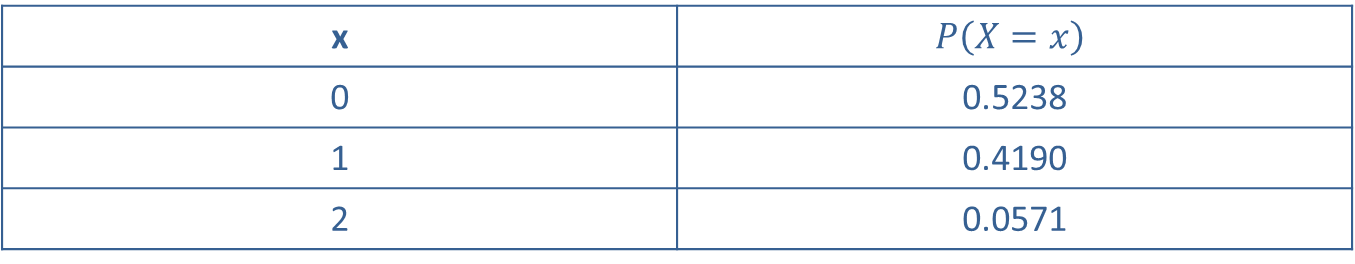 x P(X = x)
0 0.5238
1 0.4190
2 0.0571